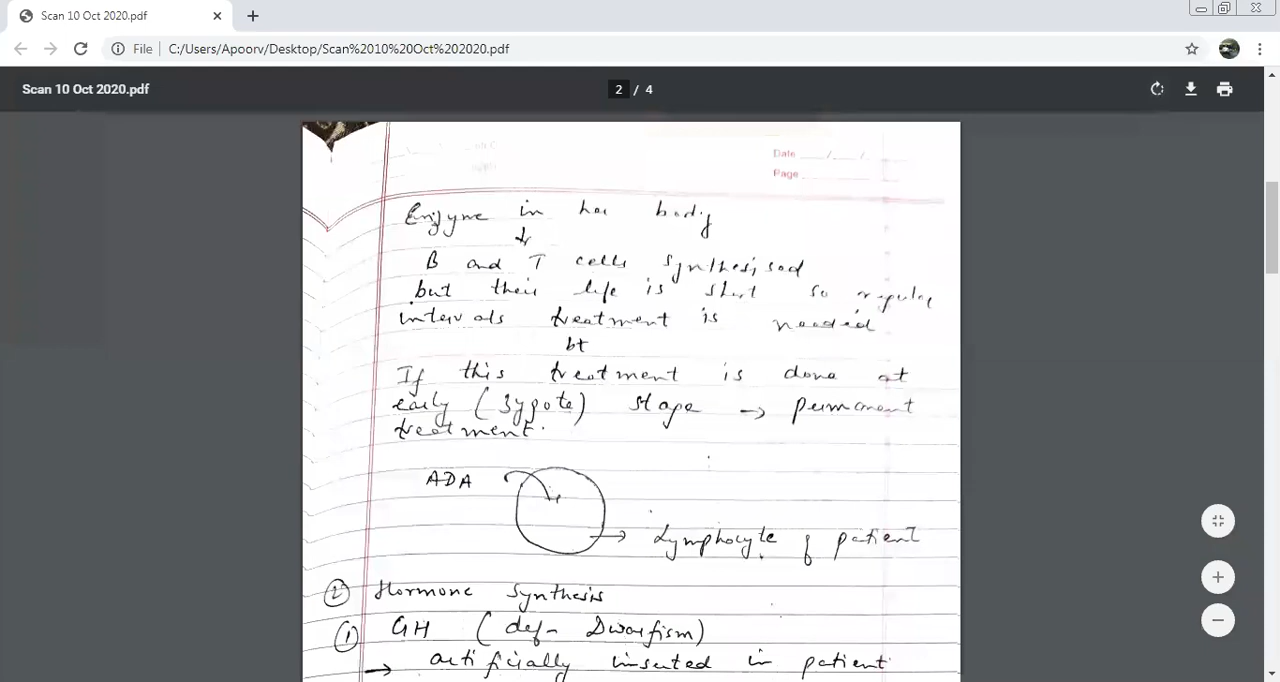 Scan 10 Oct 2020.pdf
File
C:/Users/Apoorv/Desktop/Scan%2010%20Oct%202020.pdf
Scan 10 Oct 2020.pdf
2 / 4
Date
Page
Enzyme in her body
B and T cells synthesised
but their life is short so regular
intervals treatment is needed
bt
If this treatment is done at
early (zygote) stage → permanent
treatment.
ADA
→ Lymphocyte of patient
② Hormone Synthesis
① GH (def- Dwarfism)
→ artificially inserted in patient